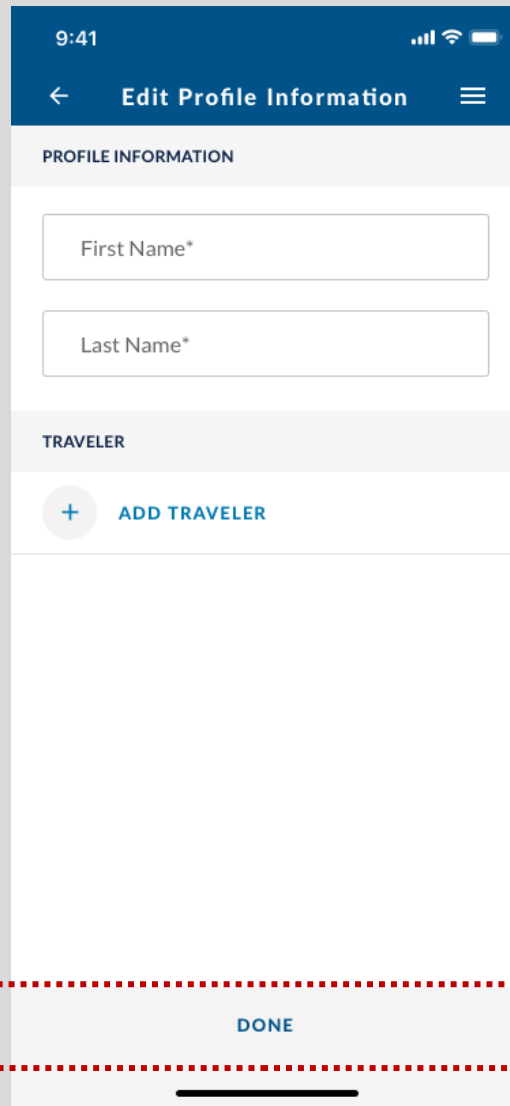 9:41
Edit Profile Information
PROFILE INFORMATION
First Name*
Last Name*
TRAVELER
+ ADD TRAVELER
DONE